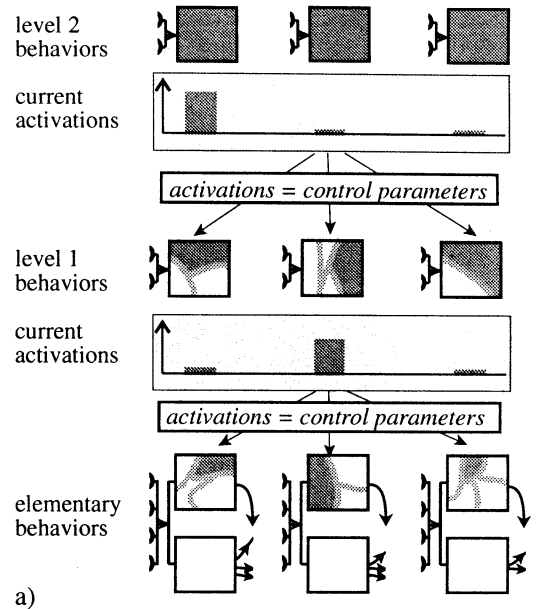 level 2
behaviors
current
activations
activations = control parameters
level 1
behaviors
current
activations
activations = control parameters
elementary
behaviors
a)